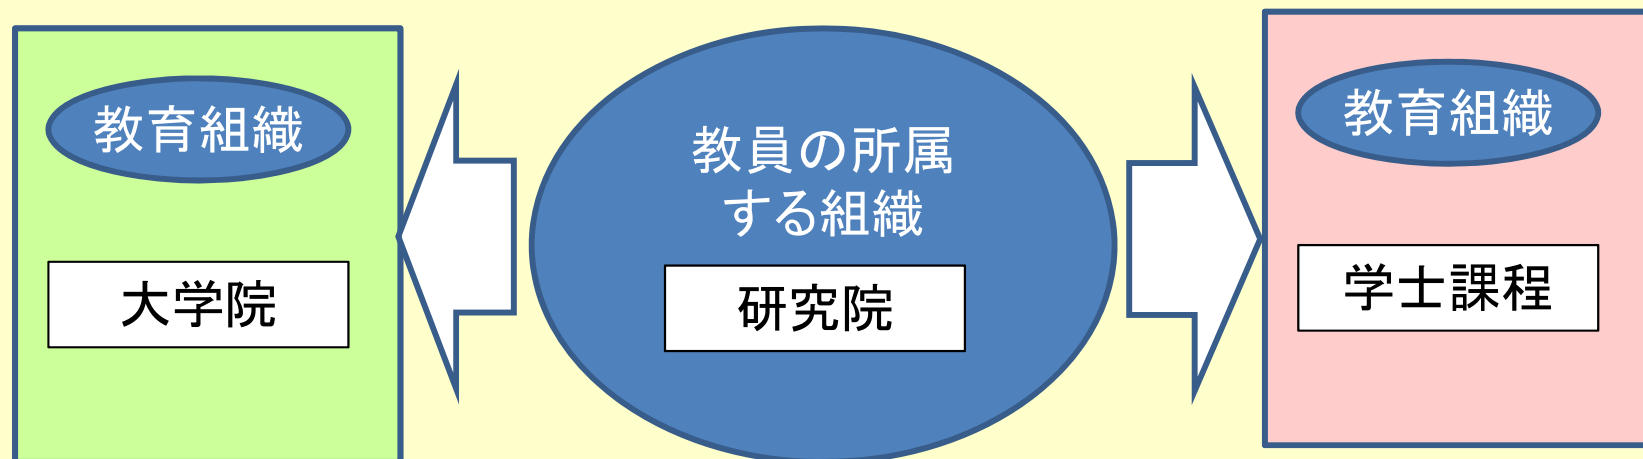 教育組織
大学院
教員の所属
する組織
研究院
教育組織
学士課程